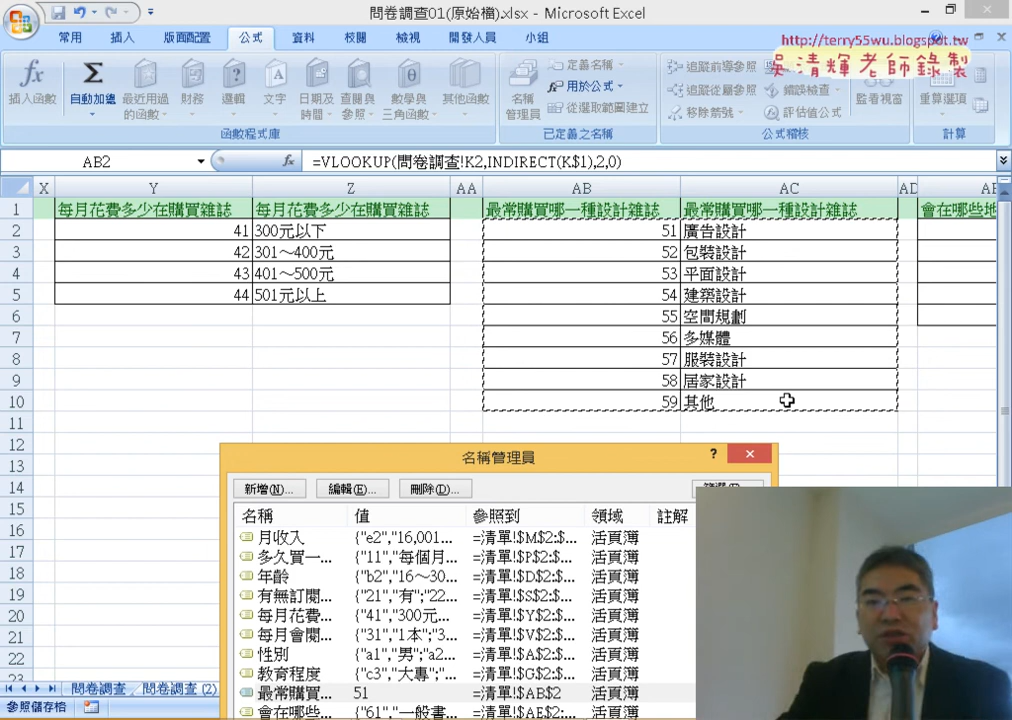 問卷調查01(原始檔).xlsx - Microsoft Excel
常用 插入 版面配置 公式 資料 校閱 檢視 開發人員 小組
http://terry55wu.blogspot.tw
吳清輝老師錄製
插入函數 自動加總 最近用過的函數 財務 邏輯 文字 日期及時間 查閱與參照 數學與三角函數 其他函數
函數程式庫
名稱管理員 定義名稱 用於公式 從選取範圍建立
已定義之名稱
追蹤前導參照 追蹤從屬參照 移除箭號 錯誤檢查 評估值公式 監看視窗
公式稽核
重算選項
計算
AB2 fx =VLOOKUP(問卷調查!K2,INDIRECT(K$1),2,0)
X Y Z AA AB AC AD
1 每月花費多少在購買雜誌 每月花費多少在購買雜誌 最常購買哪一種設計雜誌 最常購買哪一種設計雜誌 會在哪些地
2 41 300元以下 51 廣告設計
3 42 301～400元 52 包裝設計
4 43 401～500元 53 平面設計
5 44 501元以上 54 建築設計
6 55 空間規劃
7 56 多媒體
8 57 服裝設計
9 58 居家設計
10 59 其他
11
12
13
14
15
16
17
18
19
20
21
22
名稱管理員
?
新增(N)... 編輯(E)... 刪除(D)...
名稱 值 參照到 領域 註解
月收入 {"e2","16,001... =清單!$M$2:$... 活頁簿
多久買一... {"11","每個月... =清單!$P$2:$... 活頁簿
年齡 {"b2","16～30... =清單!$D$2:$... 活頁簿
有無訂閱... {"21","有";"22... =清單!$S$2:$... 活頁簿
每月花費... {"41","300元... =清單!$Y$2:$... 活頁簿
每月會閱... {"31","1本";"3... =清單!$V$2:$... 活頁簿
性別 {"a1","男";"a2... =清單!$A$2:$... 活頁簿
教育程度 {"c3","大專";"... =清單!$G$2:$... 活頁簿
最常購買... 51 =清單!$AB$2 活頁簿
會在哪些... {"61","一般書... =清單!$AE$2:... 活頁簿
問卷調查 問卷調查 (2)
參照儲存格